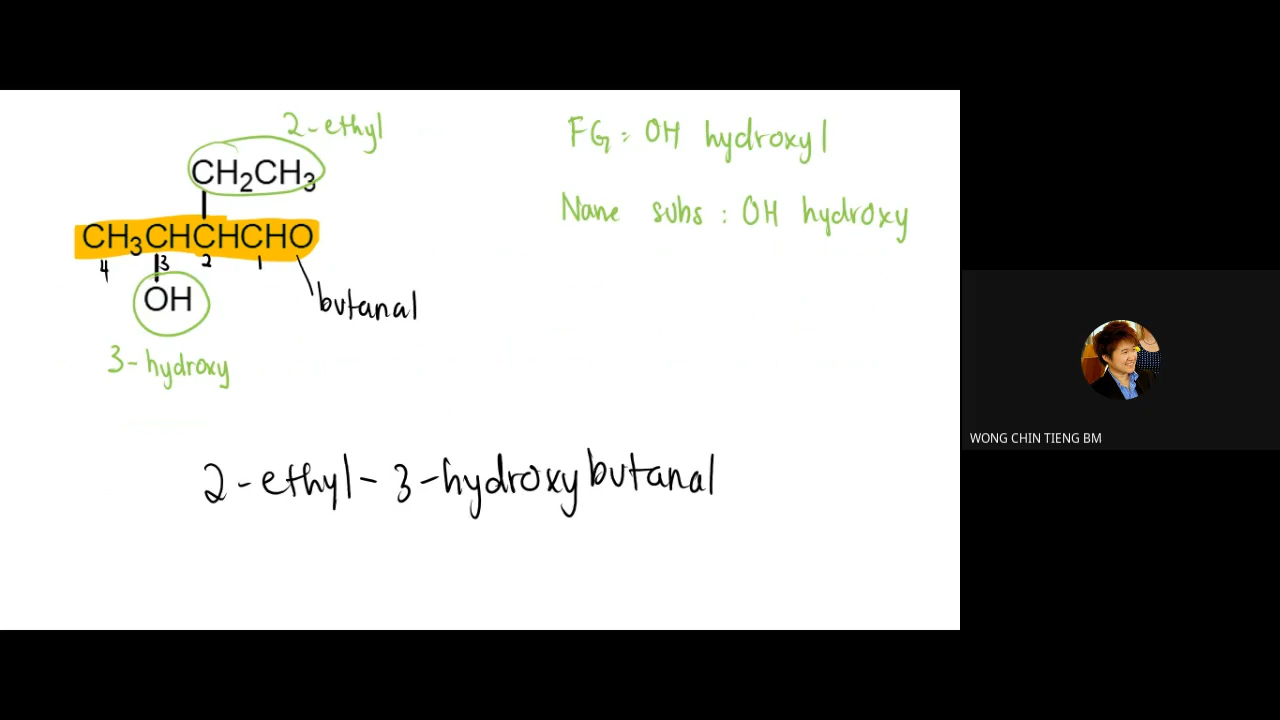 2-ethyl
CH2CH3
CH3CHCHCHO
4 3 2 1
OH
butanal
3-hydroxy
FG = OH hydroxyl
Name subs : OH hydroxy
2-ethyl-3-hydroxybutanal
WONG CHIN TIENG BM